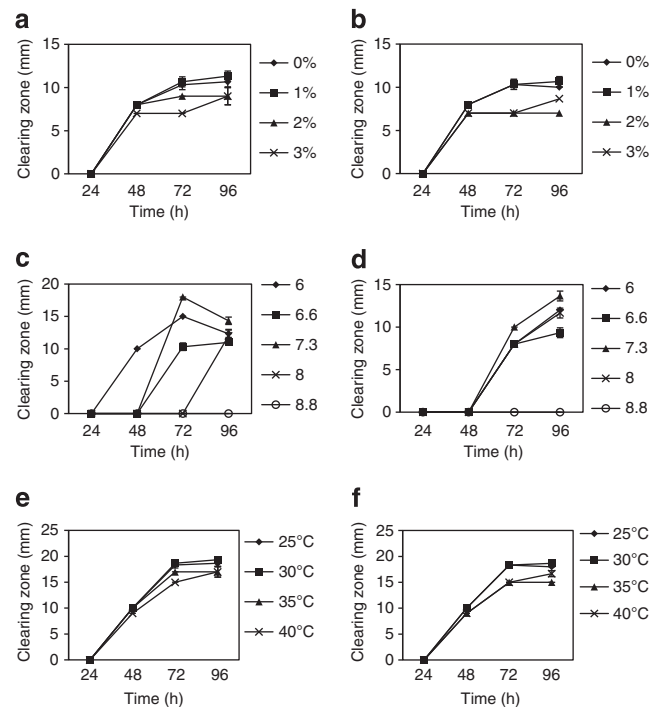 a
Clearing zone (mm)
15
10
5
0
24 48 72 96
Time (h)
0%
1%
2%
3%
b
Clearing zone (mm)
15
10
5
0
24 48 72 96
Time (h)
0%
1%
2%
3%
c
Clearing zone (mm)
20
15
10
5
0
24 48 72 96
Time (h)
6
6.6
7.3
8
8.8
d
Clearing zone (mm)
15
10
5
0
24 48 72 96
Time (h)
6
6.6
7.3
8
8.8
e
Clearing zone (mm)
25
20
15
10
5
0
24 48 72 96
Time (h)
25°C
30°C
35°C
40°C
f
Clearing zone (mm)
25
20
15
10
5
0
24 48 72 96
Time (h)
25°C
30°C
35°C
40°C